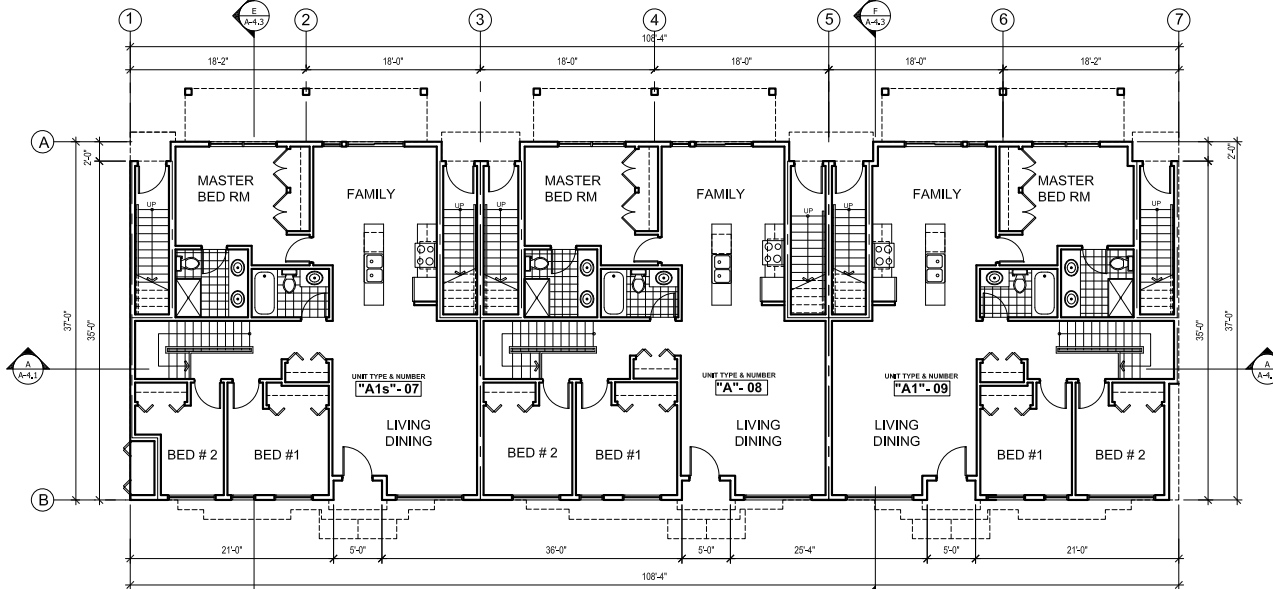 1
E
A-4.3
2
3
4
5
F
A-4.3
6
7
108'-4"
18'-2"
18'-0"
18'-0"
18'-0"
18'-0"
18'-2"
A
2'-0"
2'-0"
MASTER
BED RM
FAMILY
MASTER
BED RM
FAMILY
FAMILY
MASTER
BED RM
UP
UP
UP
UP
UP
UP
37'-0"
35'-0"
35'-0"
37'-0"
A
A-4.1
A
UNIT TYPE & NUMBER
"A1s"- 07
UNIT TYPE & NUMBER
"A"- 08
UNIT TYPE & NUMBER
"A1"- 09
LIVING
DINING
LIVING
DINING
LIVING
DINING
BED # 2
BED #1
BED # 2
BED #1
BED #1
BED # 2
B
21'-0"
5'-0"
36'-0"
5'-0"
25'-4"
5'-0"
21'-0"
108'-4"